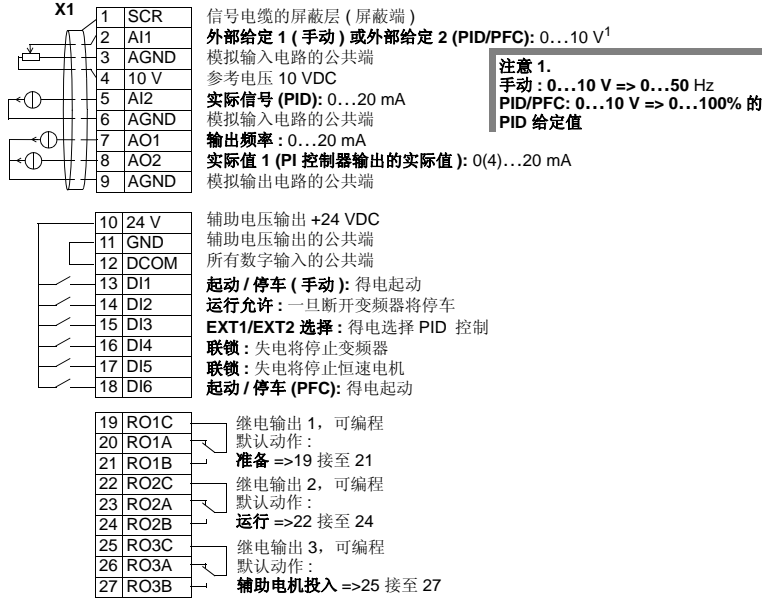 X1
1 SCR 信号电缆的屏蔽层 ( 屏蔽端 )
2 AI1 外部给定 1 ( 手动 ) 或外部给定 2 (PID/PFC): 0…10 V1
3 AGND 模拟输入电路的公共端
4 10 V 参考电压 10 VDC
5 AI2 实际信号 (PID): 0…20 mA
6 AGND 模拟输入电路的公共端
7 AO1 输出频率 : 0…20 mA
8 AO2 实际值 1 (PI 控制器输出的实际值 ): 0(4)…20 mA
9 AGND 模拟输出电路的公共端
注意 1.
手动 : 0…10 V => 0…50 Hz
PID/PFC: 0…10 V => 0…100% 的
PID 给定值
10 24 V 辅助电压输出 +24 VDC
11 GND 辅助电压输出的公共端
12 DCOM 所有数字输入的公共端
13 DI1 起动 / 停车 ( 手动 ): 得电起动
14 DI2 运行允许 : 一旦断开变频器将停车
15 DI3 EXT1/EXT2 选择 : 得电选择 PID 控制
16 DI4 联锁 : 失电将停止变频器
17 DI5 联锁 : 失电将停止恒速电机
18 DI6 起动 / 停车 (PFC): 得电起动
19 RO1C 继电输出 1，可编程
20 RO1A 默认动作 :
21 RO1B 准备 =>19 接至 21
22 RO2C 继电输出 2，可编程
23 RO2A 默认动作 :
24 RO2B 运行 =>22 接至 24
25 RO3C 继电输出 3，可编程
26 RO3A 默认动作 :
27 RO3B 辅助电机投入 =>25 接至 27